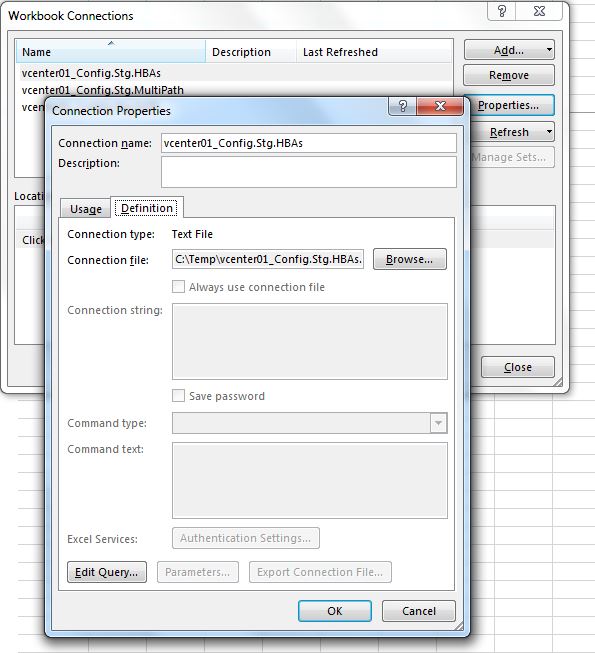 Workbook Connections
Name Description Last Refreshed
vcenter01_Config.Stg.HBAs
vcenter01_Config.Stg.MultiPath
vcen
Add...
Remove
Properties...
Refresh
Manage Sets...
Locatio
Click
Close
Connection Properties
Connection name: vcenter01_Config.Stg.HBAs
Description:
Usage Definition
Connection type: Text File
Connection file: C:\Temp\vcenter01_Config.Stg.HBAs. Browse...
Always use connection file
Connection string:
Save password
Command type:
Command text:
Excel Services: Authentication Settings...
Edit Query... Parameters... Export Connection File...
OK Cancel